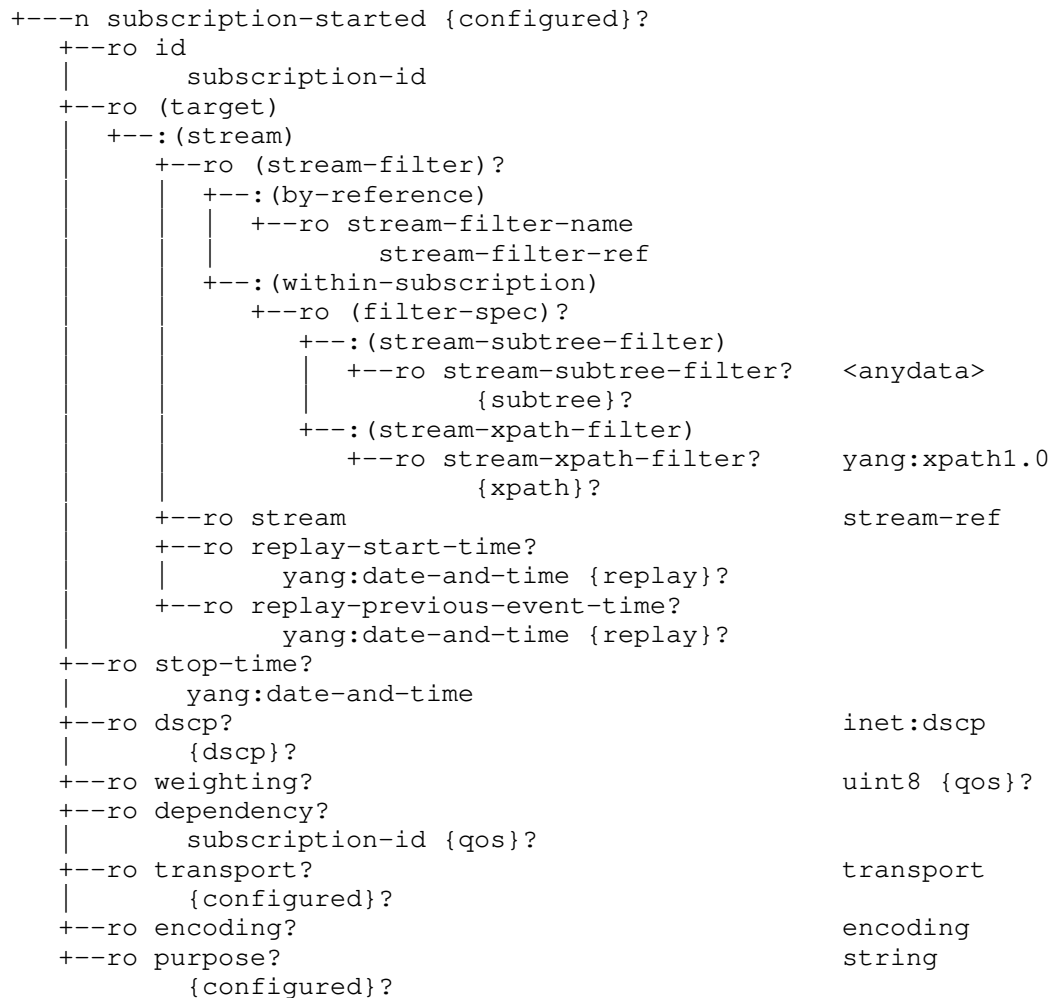 +---n subscription-started {configured}?
   +--ro id
   |       subscription-id
   +--ro (target)
   |  +--:(stream)
   |     +--ro (stream-filter)?
   |     |  +--:(by-reference)
   |     |  |  +--ro stream-filter-name
   |     |  |          stream-filter-ref
   |     |  +--:(within-subscription)
   |     |     +--ro (filter-spec)?
   |     |        +--:(stream-subtree-filter)
   |     |        |  +--ro stream-subtree-filter?   <anydata>
   |     |        |          {subtree}?
   |     |        +--:(stream-xpath-filter)
   |     |           +--ro stream-xpath-filter?     yang:xpath1.0
   |     |                   {xpath}?
   |     +--ro stream                               stream-ref
   |     +--ro replay-start-time?
   |     |       yang:date-and-time {replay}?
   |     +--ro replay-previous-event-time?
   |             yang:date-and-time {replay}?
   +--ro stop-time?
   |       yang:date-and-time
   +--ro dscp?                                      inet:dscp
   |       {dscp}?
   +--ro weighting?                                 uint8 {qos}?
   +--ro dependency?
   |       subscription-id {qos}?
   +--ro transport?                                 transport
   |       {configured}?
   +--ro encoding?                                  encoding
   +--ro purpose?                                   string
           {configured}?